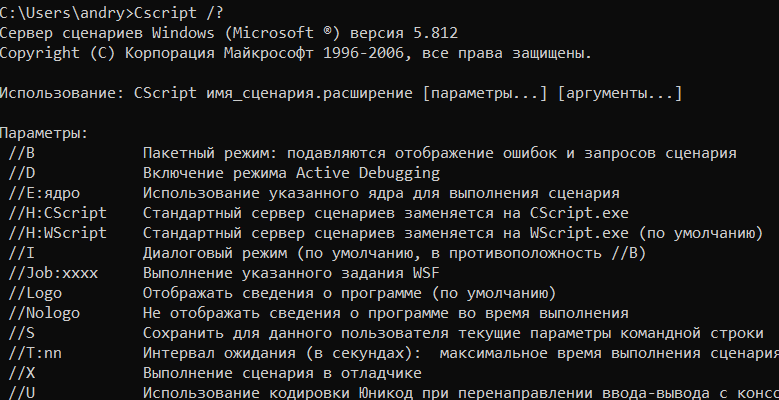 C:\Users\andry>Cscript /?
Сервер сценариев Windows (Microsoft ®) версия 5.812
Copyright (C) Корпорация Майкрософт 1996-2006, все права защищены.
Использование: CScript имя_сценария.расширение [параметры...] [аргументы...]
Параметры:
//B Пакетный режим: подавляются отображение ошибок и запросов сценария
//D Включение режима Active Debugging
//E:ядро Использование указанного ядра для выполнения сценария
//H:CScript Стандартный сервер сценариев заменяется на CScript.exe
//H:WScript Стандартный сервер сценариев заменяется на WScript.exe (по умолчанию)
//I Диалоговый режим (по умолчанию, в противоположность //B)
//Job:xxxx Выполнение указанного задания WSF
//Logo Отображать сведения о программе (по умолчанию)
//Nologo Не отображать сведения о программе во время выполнения
//S Сохранить для данного пользователя текущие параметры командной строки
//T:nn Интервал ожидания (в секундах): максимальное время выполнения сценария
//X Выполнение сценария в отладчике
//U Использование кодировки Юникод при перенаправлении ввода-вывода с консо